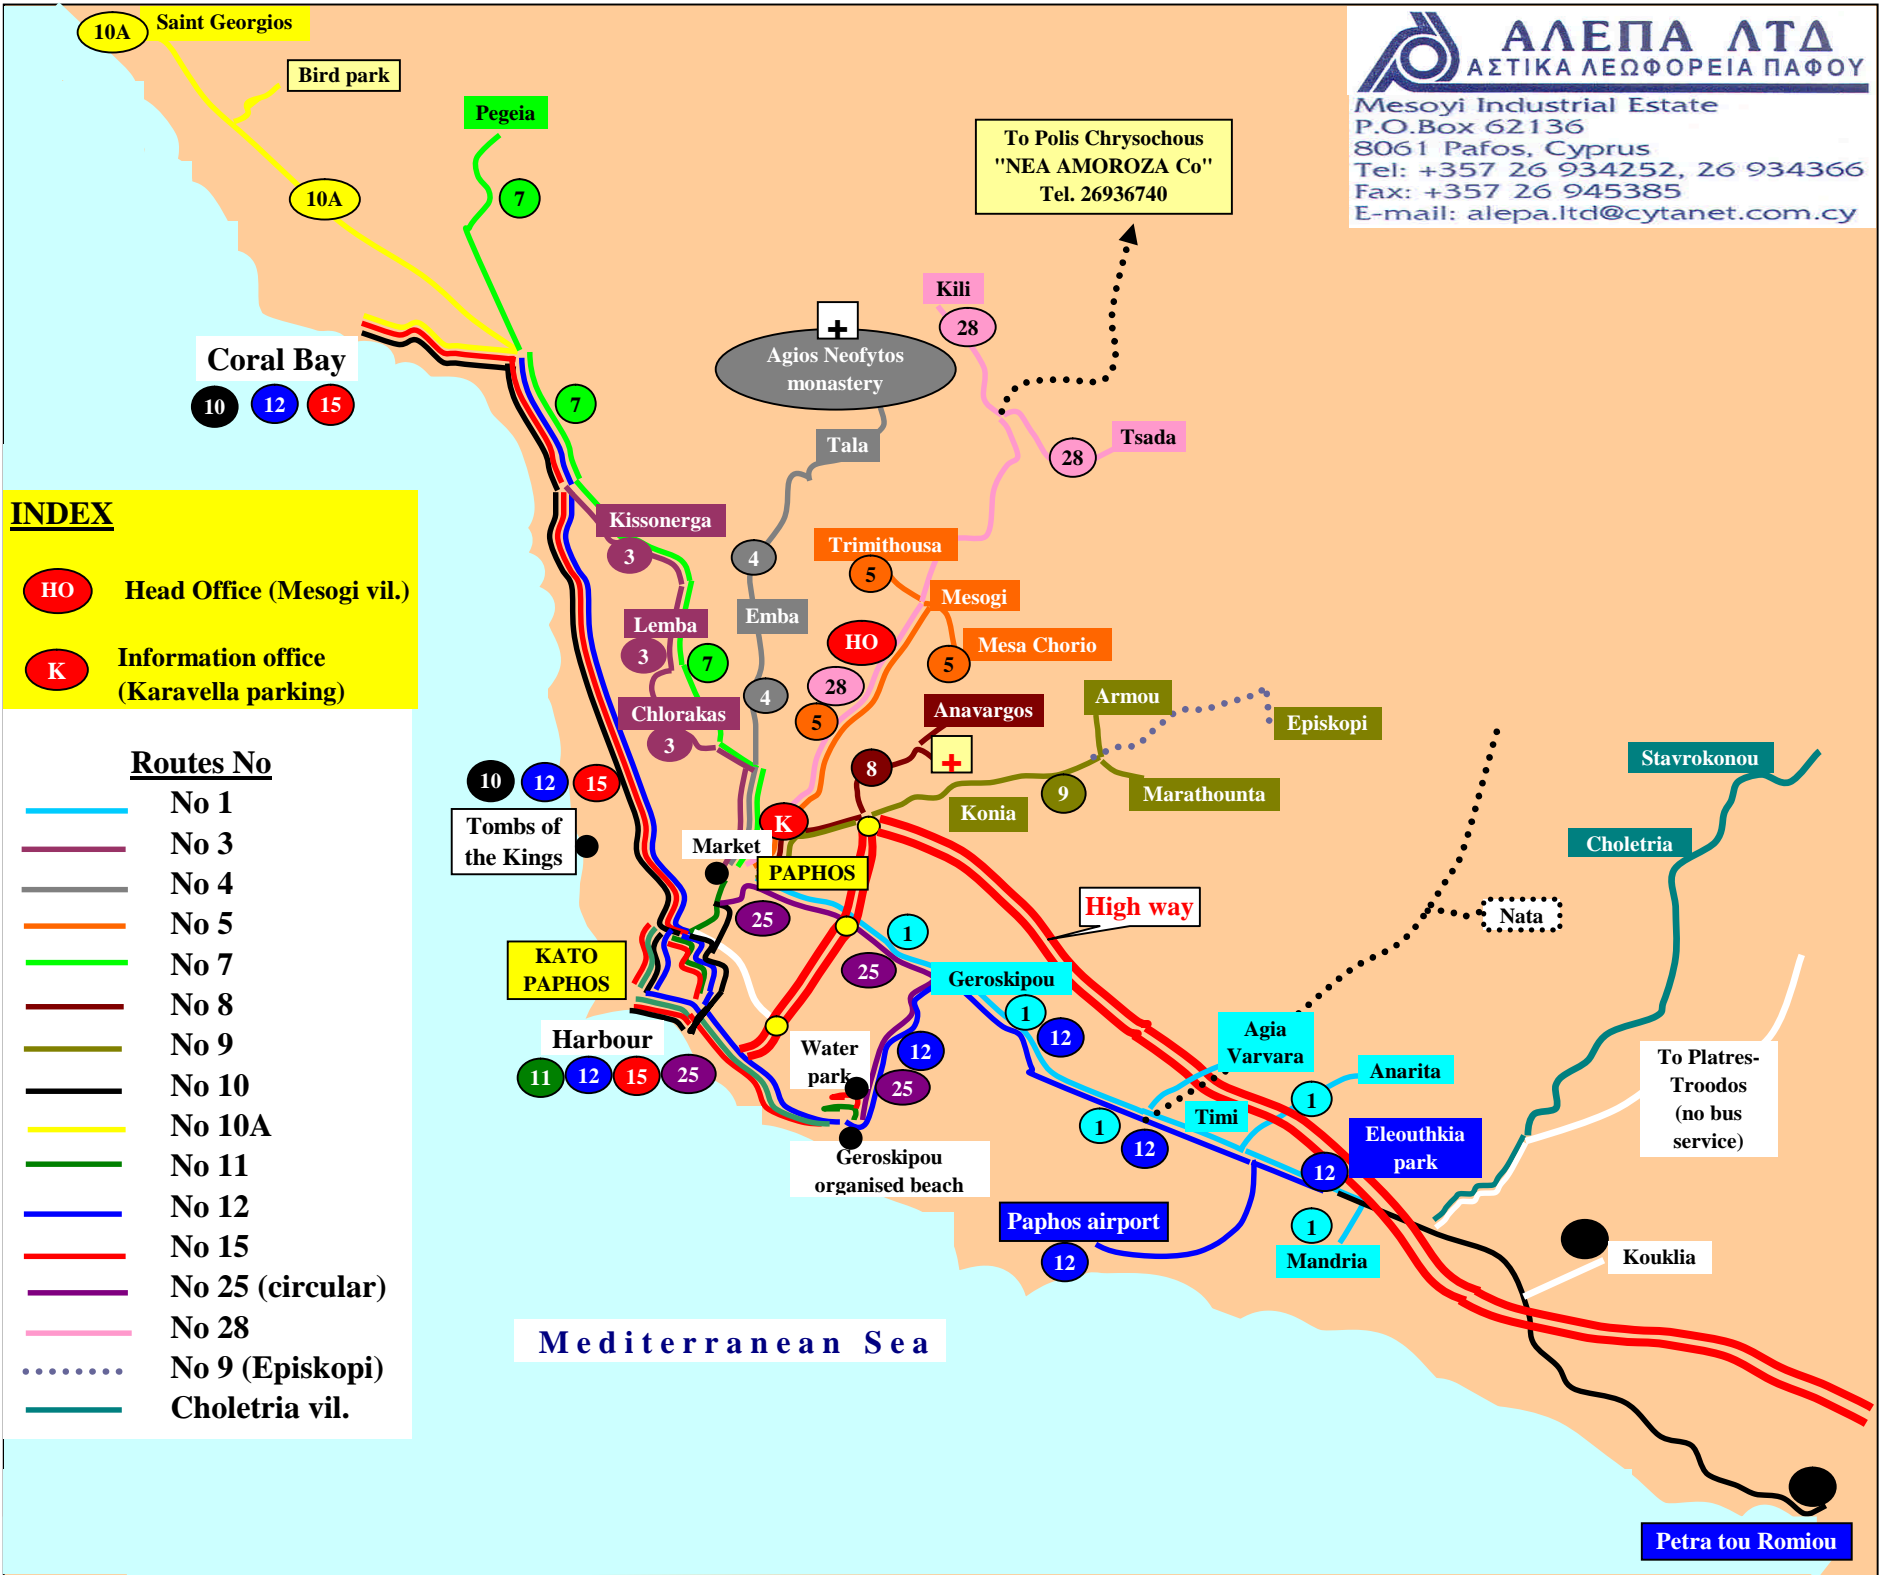 10A
Saint Georgios
Bird park
Pegeia
7
10A
ΑΛΕΠΑ ΛΤΔ
ΑΣΤΙΚΑ ΛΕΩΦΟΡΕΙΑ ΠΑΦΟΥ
Mesoyi Industrial Estate
P.O.Box 62136
8061 Pafos, Cyprus
Tel: +357 26 934252, 26 934366
Fax: +357 26 945385
E-mail: alepa.ltd@cytanet.com.cy
To Polis Chrysochous
"NEA AMOROZA Co"
Tel. 26936740
Kili
28
Agios Neofytos
monastery
Tala
Tsada
28
Coral Bay
10
12
15
7
Kissonerga
3
4
Trimithousa
5
Mesogi
Emba
Lemba
3
7
HO
Mesa Chorio
5
4
28
5
Chlorakas
3
Anavargos
8
Armou
Episkopi
Marathounta
9
Konia
Stavrokonou
Choletria
INDEX
HO
Head Office (Mesogi vil.)
K
Information office
(Karavella parking)
Routes No
No 1
No 3
No 4
No 5
No 7
No 8
No 9
No 10
No 10A
No 11
No 12
No 15
No 25 (circular)
No 28
No 9 (Episkopi)
Choletria vil.
10
12
15
Tombs of
the Kings
K
Market
PAPHOS
25
High way
Nata
1
25
KATO
PAPHOS
Geroskipou
1
12
Harbour
11
12
15
25
Water
park
12
25
Agia
Varvara
Anarita
1
Timi
1
12
To Platres-
Troodos
(no bus
service)
Eleouthkia
park
12
Geroskipou
organised beach
Paphos airport
12
1
Mandria
Kouklia
Mediterranean Sea
Petra tou Romiou